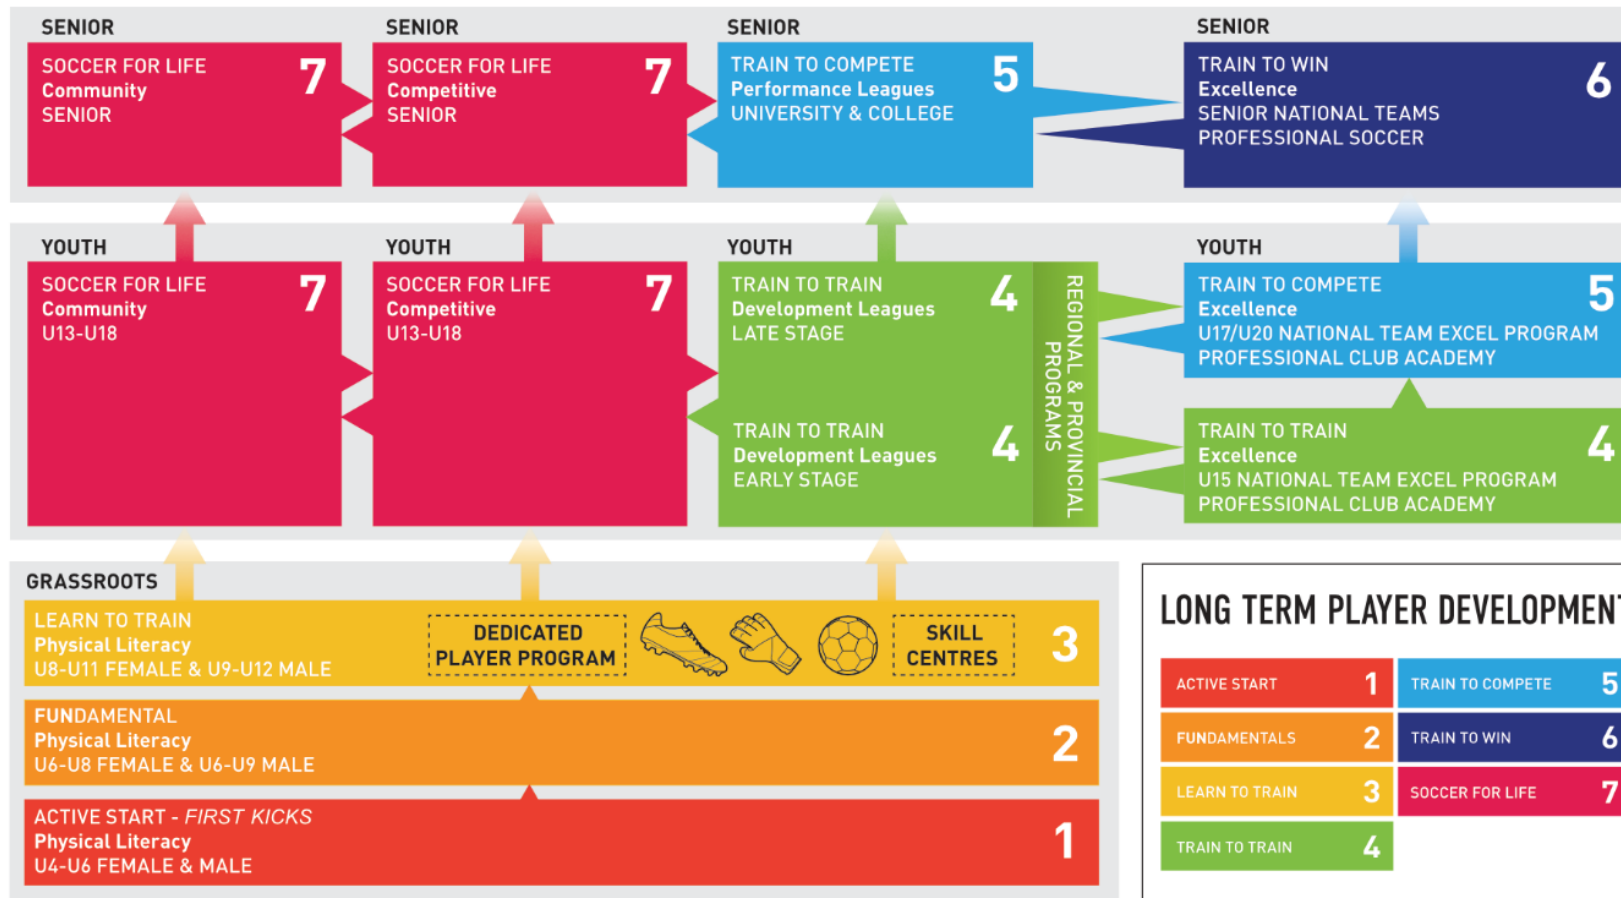 SENIOR
SOCCER FOR LIFE 7
Community
SENIOR
SENIOR
SOCCER FOR LIFE 7
Competitive
SENIOR
SENIOR
TRAIN TO COMPETE 5
Performance Leagues
UNIVERSITY & COLLEGE
SENIOR
TRAIN TO WIN 6
Excellence
SENIOR NATIONAL TEAMS
PROFESSIONAL SOCCER
YOUTH
SOCCER FOR LIFE 7
Community
U13-U18
YOUTH
SOCCER FOR LIFE 7
Competitive
U13-U18
YOUTH
TRAIN TO TRAIN 4
Development Leagues
LATE STAGE
TRAIN TO TRAIN 4
Development Leagues
EARLY STAGE
REGIONAL & PROVINCIAL
PROGRAMS
YOUTH
TRAIN TO COMPETE 5
Excellence
U17/U20 NATIONAL TEAM EXCEL PROGRAM
PROFESSIONAL CLUB ACADEMY
TRAIN TO TRAIN 4
Excellence
U15 NATIONAL TEAM EXCEL PROGRAM
PROFESSIONAL CLUB ACADEMY
GRASSROOTS
LEARN TO TRAIN 3
Physical Literacy
U8-U11 FEMALE & U9-U12 MALE
DEDICATED
PLAYER PROGRAM
SKILL
CENTRES
FUNDAMENTAL 2
Physical Literacy
U6-U8 FEMALE & U6-U9 MALE
ACTIVE START - FIRST KICKS 1
Physical Literacy
U4-U6 FEMALE & MALE
LONG TERM PLAYER DEVELOPMENT
ACTIVE START 1
FUNDAMENTALS 2
LEARN TO TRAIN 3
TRAIN TO TRAIN 4
TRAIN TO COMPETE 5
TRAIN TO WIN 6
SOCCER FOR LIFE 7